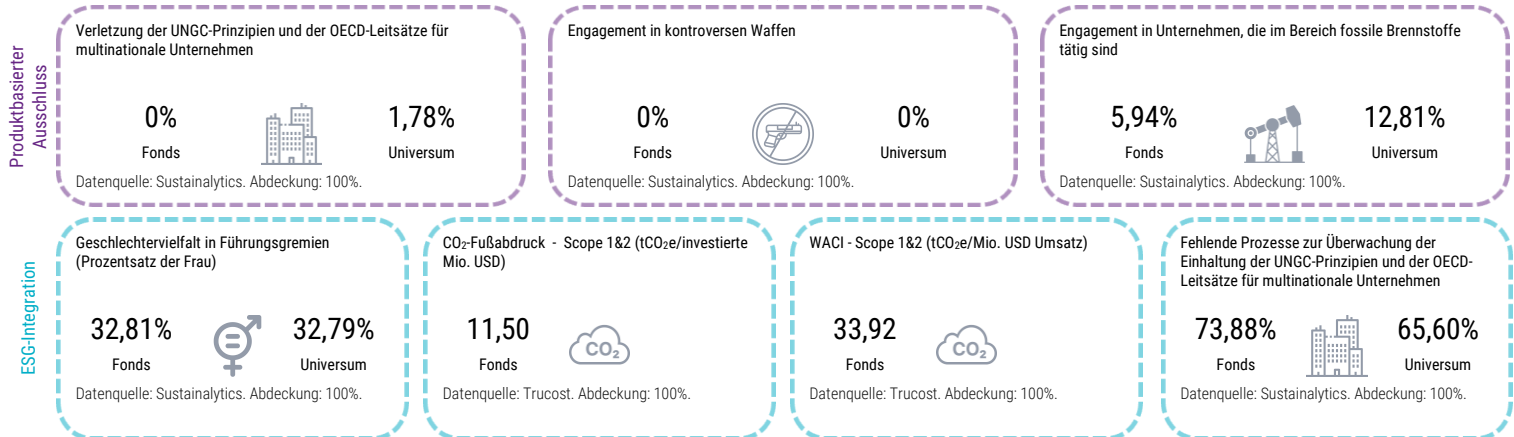 Produktbasierter
Ausschluss
Verletzung der UNGC-Prinzipien und der OECD-Leitsätze für
multinationale Unternehmen
0%
Fonds
1,78%
Universum
Datenquelle: Sustainalytics. Abdeckung: 100%.
Engagement in kontroversen Waffen
0%
Fonds
0%
Universum
Datenquelle: Sustainalytics. Abdeckung: 100%.
Engagement in Unternehmen, die im Bereich fossile Brennstoffe
tätig sind
5,94%
Fonds
12,81%
Universum
Datenquelle: Sustainalytics. Abdeckung: 100%.
ESG-Integration
Geschlechtervielfalt in Führungsgremien
(Prozentsatz der Frau)
32,81%
Fonds
32,79%
Universum
Datenquelle: Sustainalytics. Abdeckung: 100%.
CO₂-Fußabdruck - Scope 1&2 (tCO₂e/investierte
Mio. USD)
11,50
Fonds
CO₂
Datenquelle: Trucost. Abdeckung: 100%.
WACI - Scope 1&2 (tCO₂e/Mio. USD Umsatz)
33,92
Fonds
CO₂
Datenquelle: Trucost. Abdeckung: 100%.
Fehlende Prozesse zur Überwachung der
Einhaltung der UNGC-Prinzipien und der OECD-
Leitsätze für multinationale Unternehmen
73,88%
Fonds
65,60%
Universum
Datenquelle: Sustainalytics. Abdeckung: 100%.